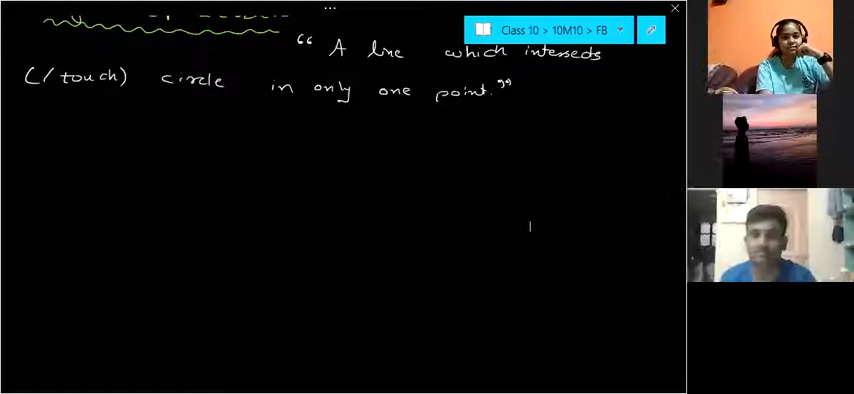 Class 10 > 10M10 > FB
“ A line which intersects
(/ touch) circle in only one point.”